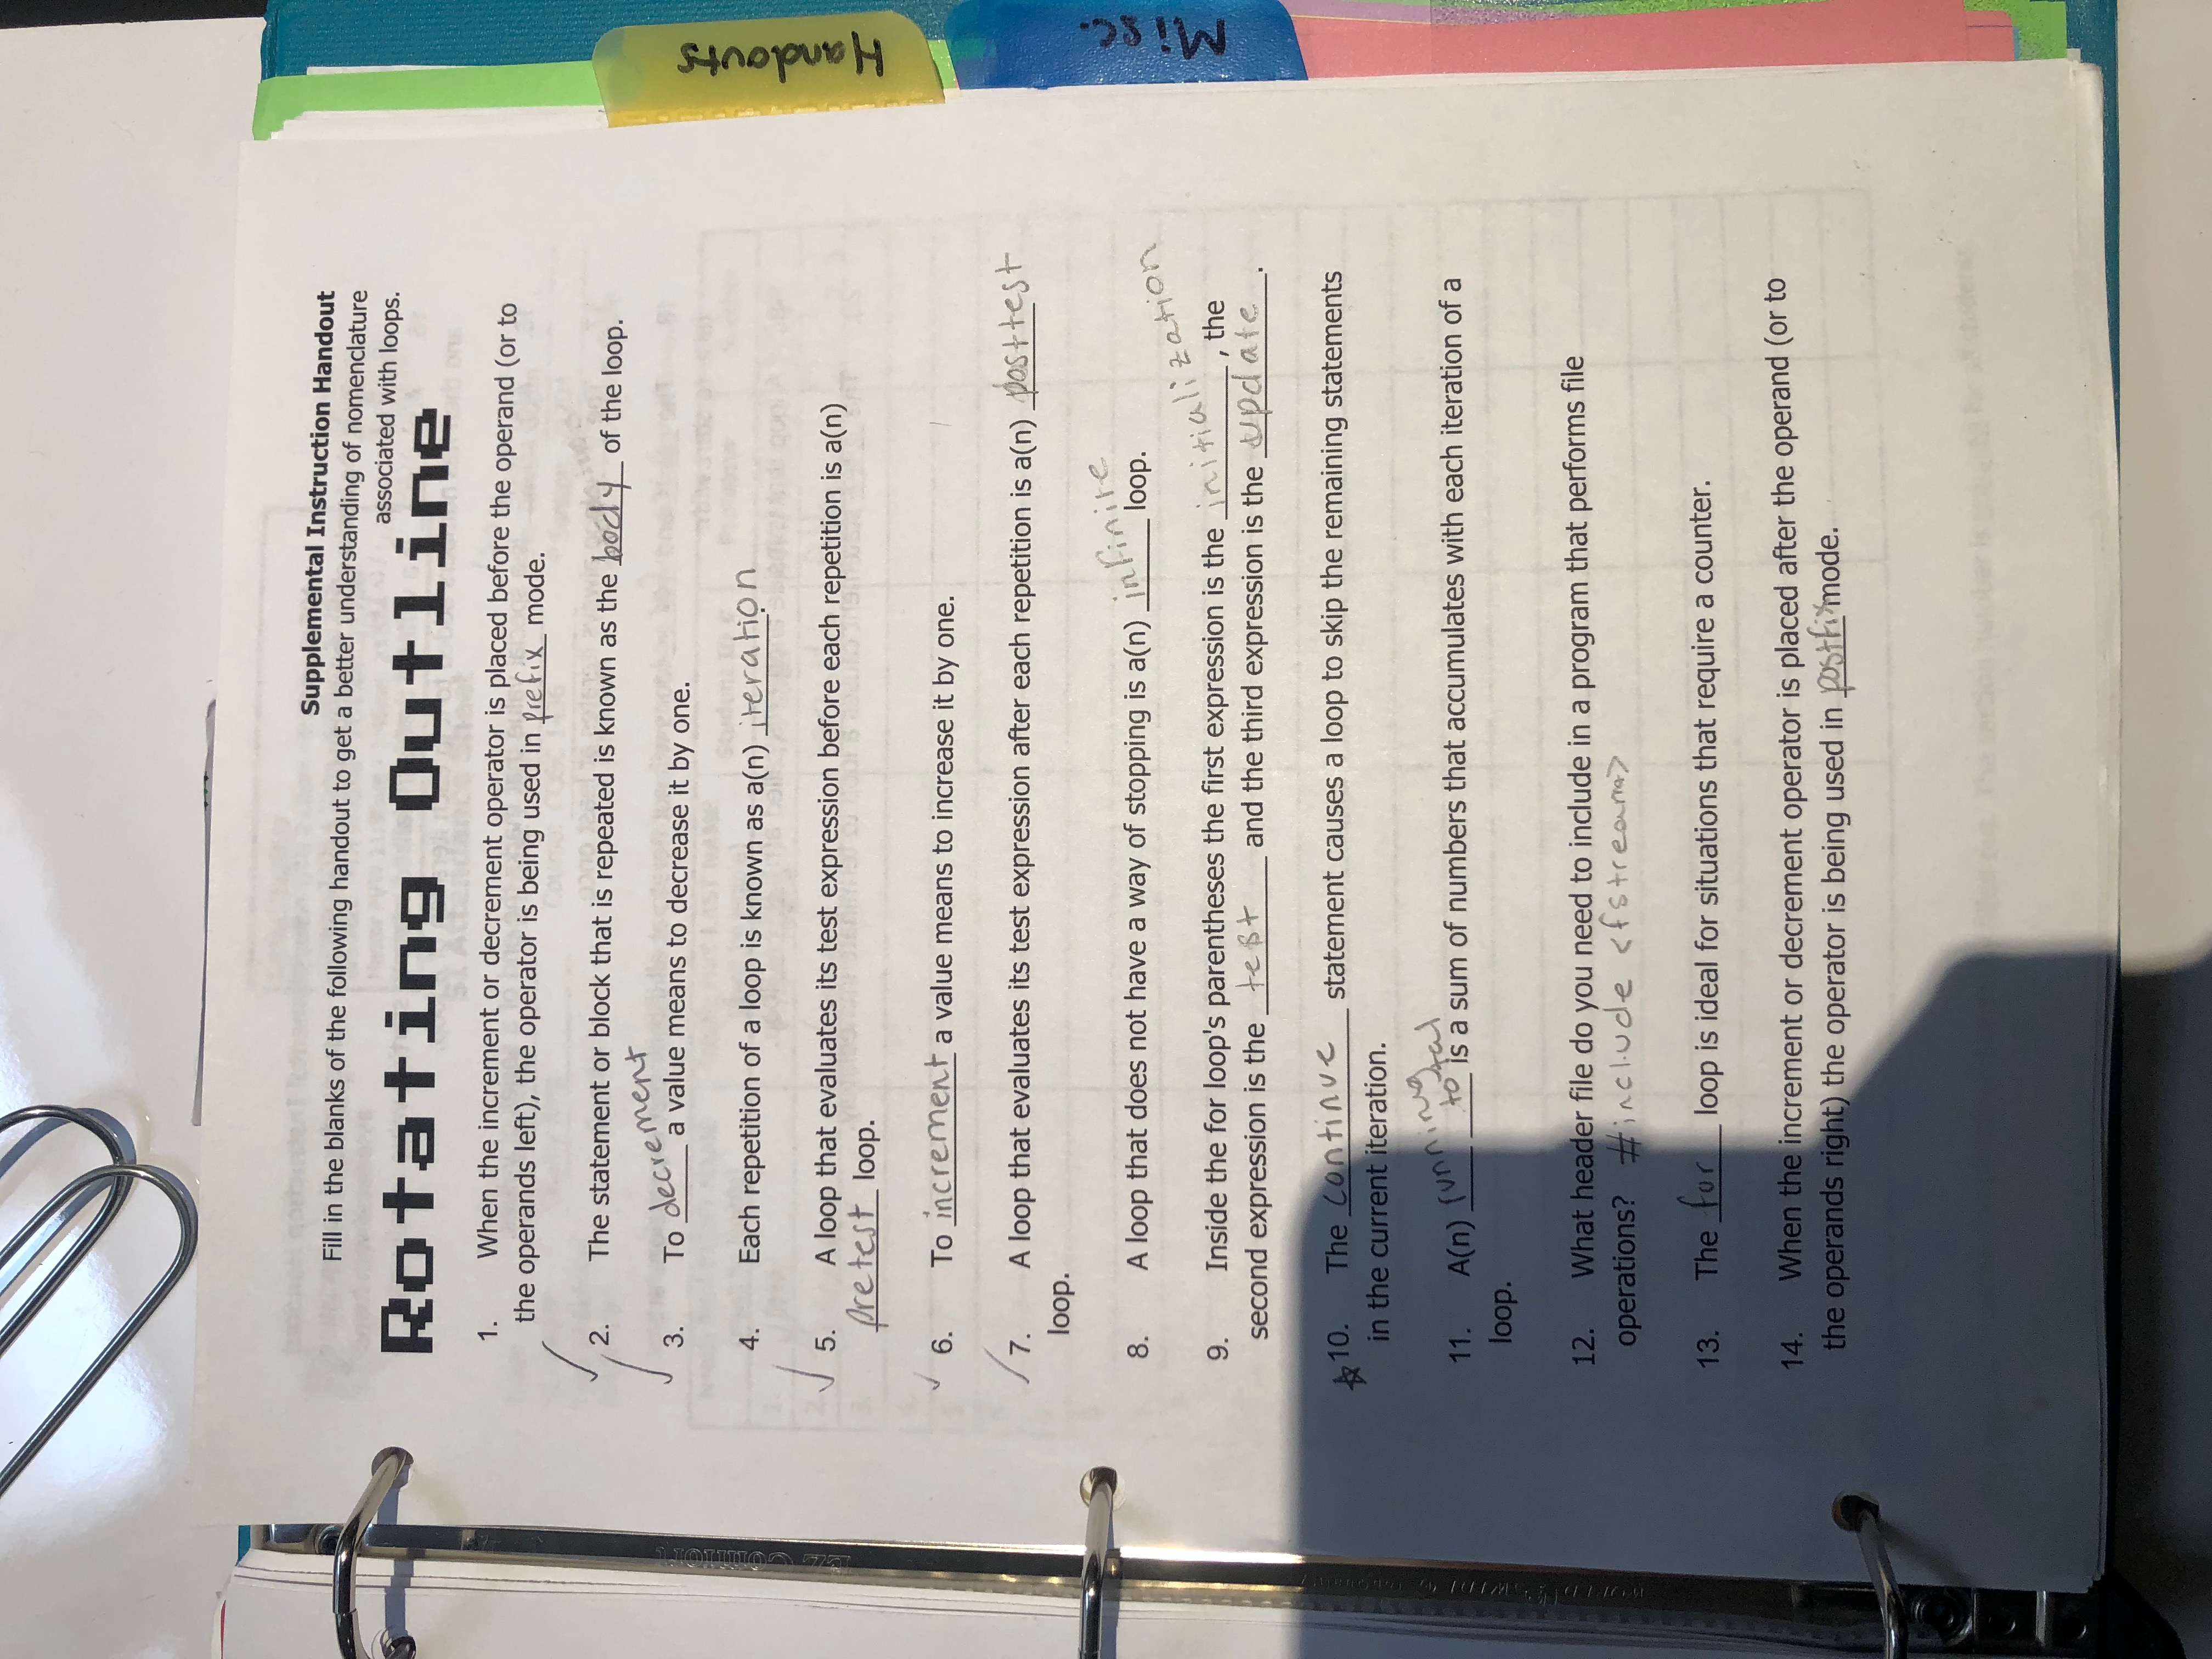 Supplemental Instruction Handout
Fill in the blanks of the following handout to get a better understanding of nomenclature
associated with loops.
Rotating Outline
1. When the increment or decrement operator is placed before the operand (or to
the operands left), the operator is being used in prefix mode.
2. The statement or block that is repeated is known as the body of the loop.
3. To decrement a value means to decrease it by one.
4. Each repetition of a loop is known as a(n) iteration.
5. A loop that evaluates its test expression before each repetition is a(n)
pretest loop.
6. To increment a value means to increase it by one.
7. A loop that evaluates its test expression after each repetition is a(n) posttest
loop.
8. A loop that does not have a way of stopping is a(n) infinite loop.
9. Inside the for loop's parentheses the first expression is the initialization, the
second expression is the test and the third expression is the update.
10. The continue statement causes a loop to skip the remaining statements
in the current iteration.
11. A(n) running total is a sum of numbers that accumulates with each iteration of a
loop.
12. What header file do you need to include in a program that performs file
operations? #include <fstream>
13. The for loop is ideal for situations that require a counter.
14. When the increment or decrement operator is placed after the operand (or to
the operands right) the operator is being used in postfix mode.
Handouts
Misc.